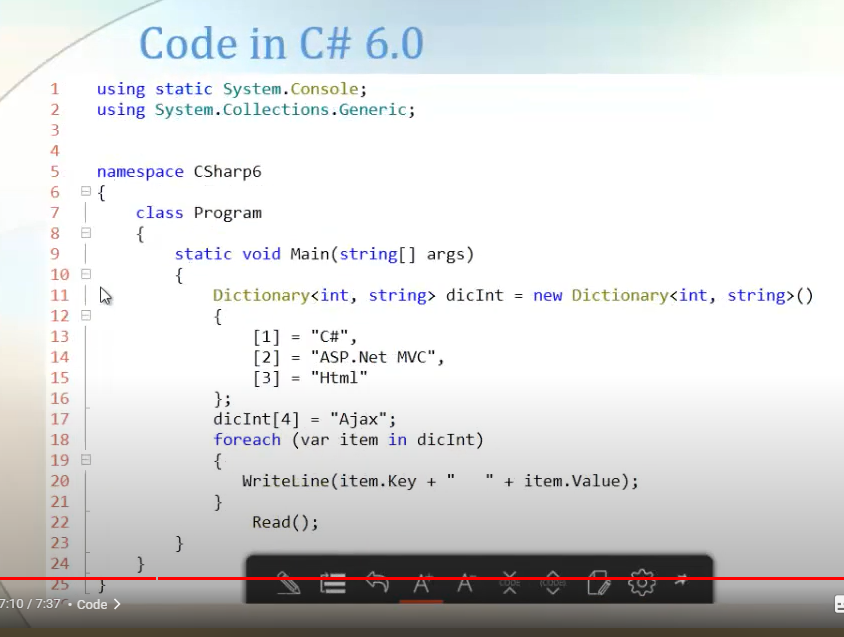 Code in C# 6.0
1 using static System.Console;
2 using System.Collections.Generic;
3
4
5 namespace CSharp6
6 {
7 class Program
8 {
9 static void Main(string[] args)
10 {
11 Dictionary<int, string> dicInt = new Dictionary<int, string>()
12 {
13 [1] = "C#",
14 [2] = "ASP.Net MVC",
15 [3] = "Html"
16 };
17 dicInt[4] = "Ajax";
18 foreach (var item in dicInt)
19 {
20 WriteLine(item.Key + "   " + item.Value);
21 }
22 Read();
23 }
24 }
25 }
7:10 / 7:37 • Code >